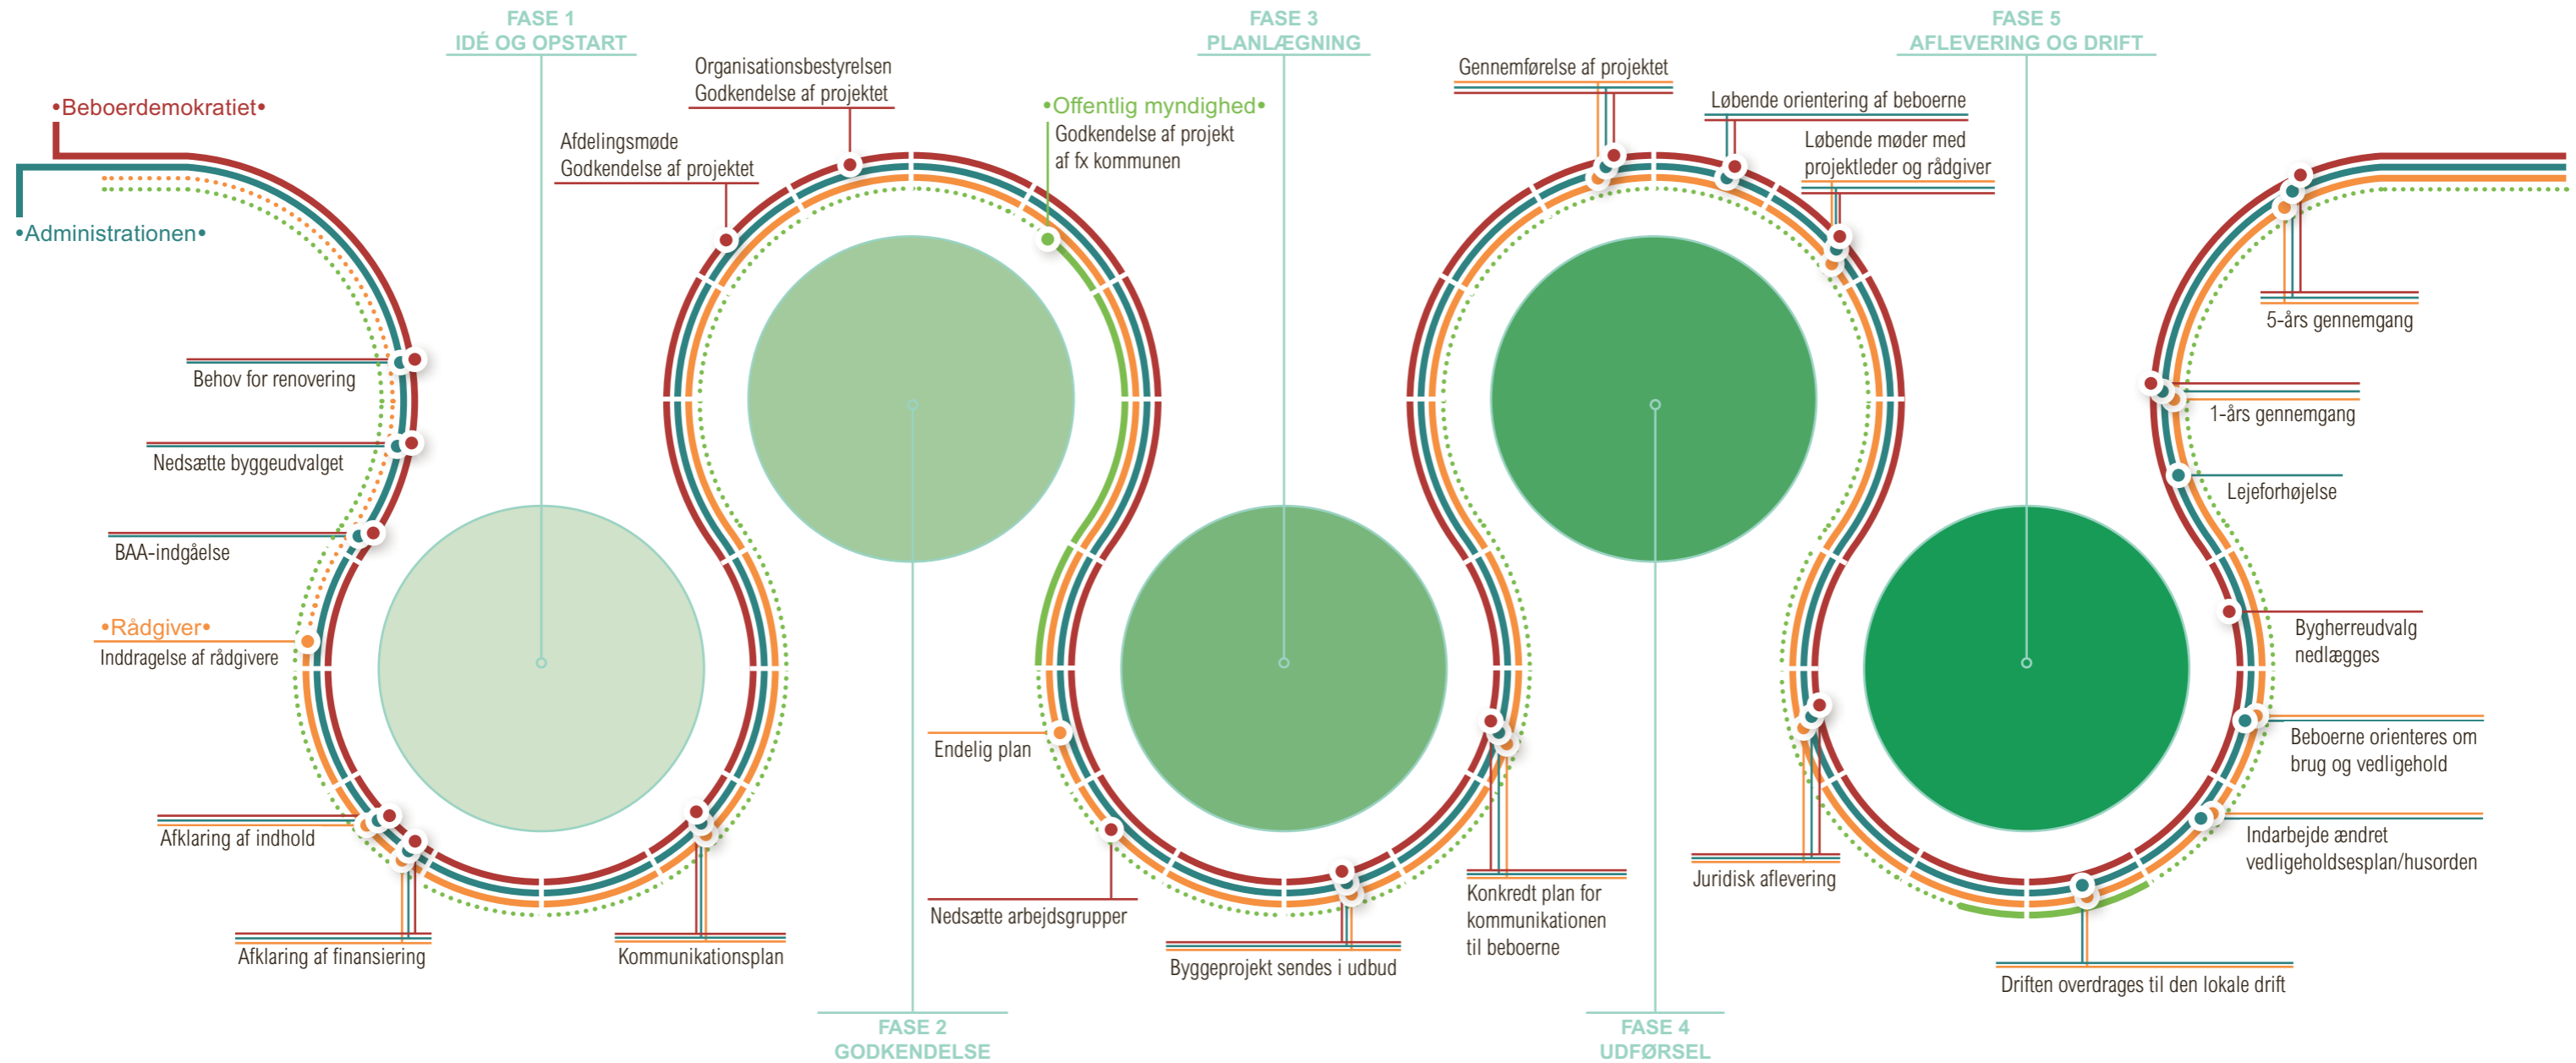 FASE 1
IDÉ OG OPSTART
FASE 3
PLANLÆGNING
FASE 5
AFLEVERING OG DRIFT
•Beboerdemokratiet•
•Administrationen•
Behov for renovering
Nedsætte byggeudvalget
BAA-indgåelse
•Rådgiver•
Inddragelse af rådgivere
Afklaring af indhold
Afklaring af finansiering
Kommunikationsplan
Afdelingsmøde
Godkendelse af projektet
Organisationsbestyrelsen
Godkendelse af projektet
•Offentlig myndighed•
Godkendelse af projekt
af fx kommunen
Endelig plan
Nedsætte arbejdsgrupper
Byggeprojekt sendes i udbud
Konkredt plan for
kommunikationen
til beboerne
Gennemførelse af projektet
Løbende orientering af beboerne
Løbende møder med
projektleder og rådgiver
Juridisk aflevering
Driften overdrages til den lokale drift
Indarbejde ændret
vedligeholdsesplan/husorden
Beboerne orienteres om
brug og vedligehold
Bygherreudvalg
nedlægges
Lejeforhøjelse
1-års gennemgang
5-års gennemgang
FASE 2
GODKENDELSE
FASE 4
UDFØRSEL